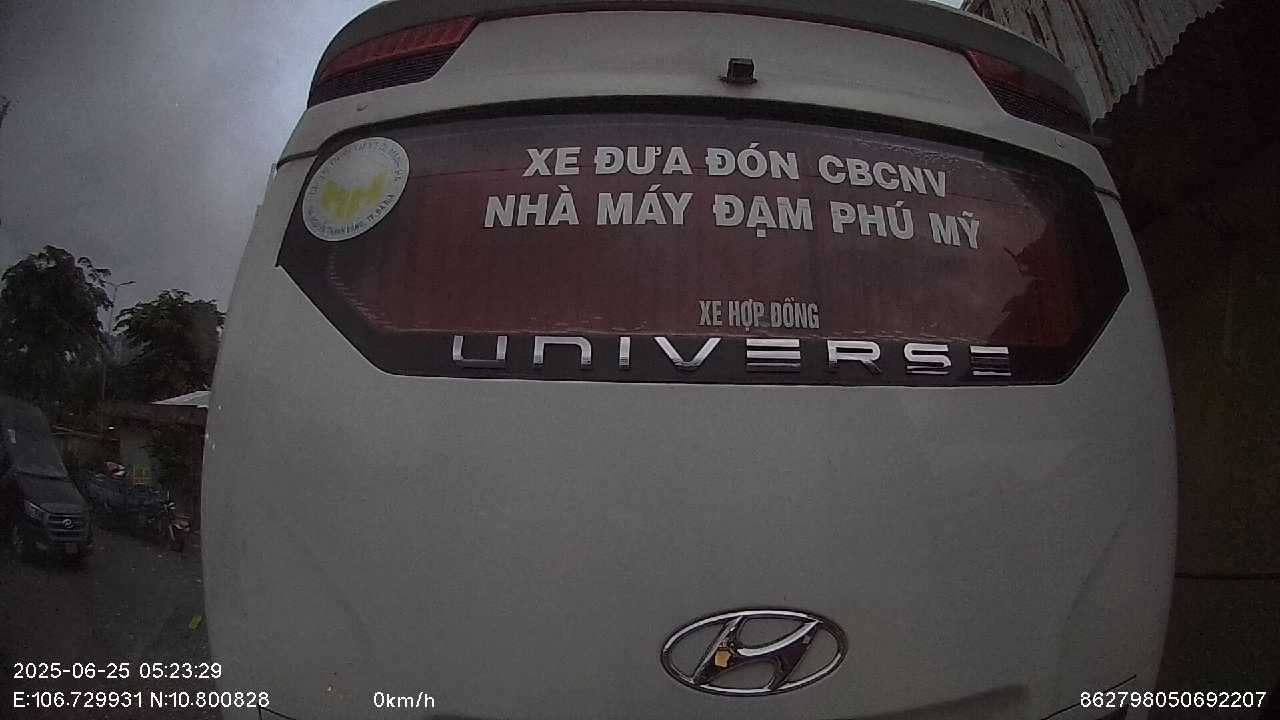 XE ĐƯA ĐÓN CBCNV
NHÀ MÁY ĐẠM PHÚ MỸ
XE HỢP ĐỒNG
UNIVERSE
2025-06-25 05:23:29
E:106.729931 N:10.800828 0km/h 862798050692207